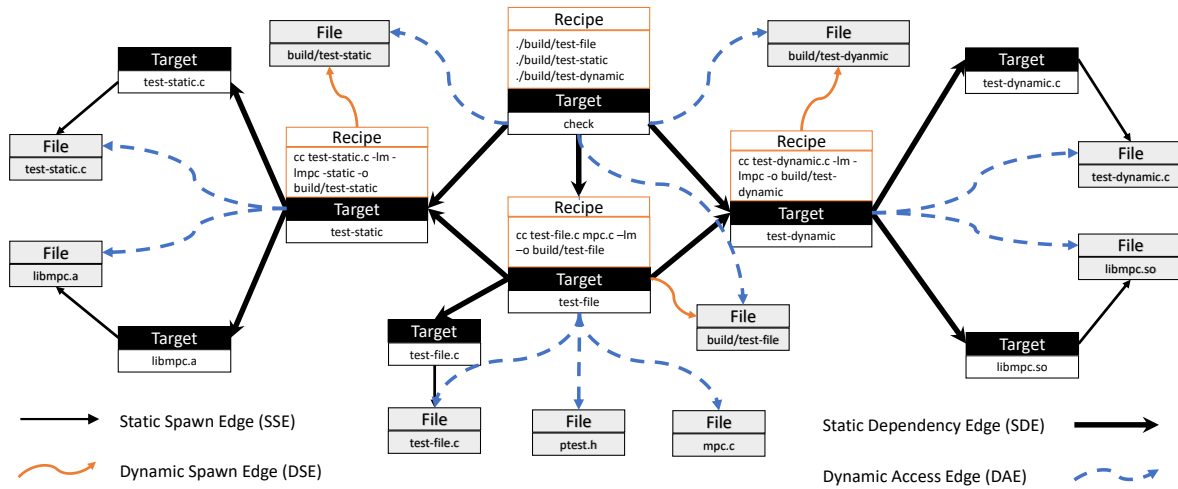 File
build/test-static
Recipe
./build/test-file
./build/test-static
./build/test-dynamic
Target
check
File
build/test-dyanmic
Target
test-static.c
Target
test-dynamic.c
File
test-static.c
Recipe
cc test-static.c -lm -
lmpc -static -o
build/test-static
Target
test-static
Recipe
cc test-dynamic.c -lm -
lmpc -o build/test-
dynamic
Target
test-dynamic
File
test-dynamic.c
Recipe
cc test-file.c mpc.c –lm
–o build/test-file
Target
test-file
File
libmpc.a
File
libmpc.so
Target
libmpc.a
Target
test-file.c
File
build/test-file
Target
libmpc.so
File
test-file.c
File
ptest.h
File
mpc.c
Static Spawn Edge (SSE)
Dynamic Spawn Edge (DSE)
Static Dependency Edge (SDE)
Dynamic Access Edge (DAE)